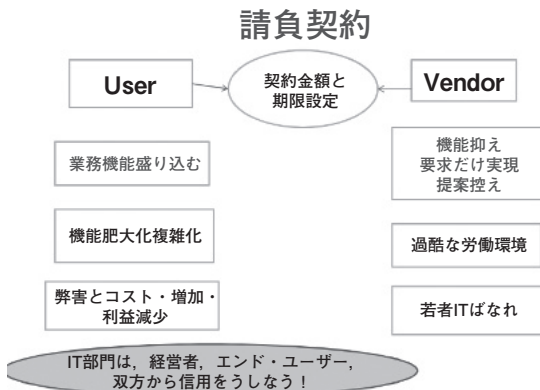 請負契約
User
契約金額と
期限設定
Vendor
業務機能盛り込む
機能抑え
要求だけ実現
提案控え
機能肥大化複雑化
過酷な労働環境
弊害とコスト・増加・
利益減少
若者ITばなれ
IT部門は，経営者，エンド・ユーザー，
双方から信用をうしなう！